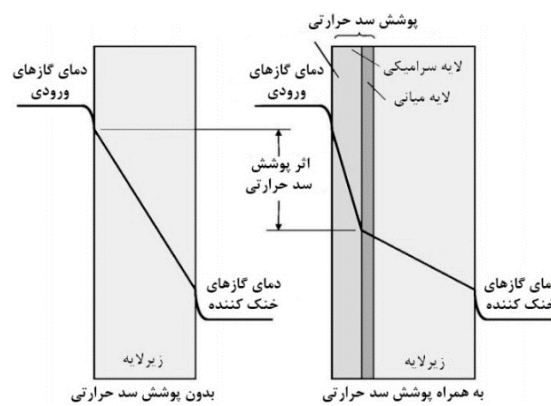 پوشش سد حرارتی
لایه سرامیکی
لایه میانی
دمای گازهای
ورودی
دمای گازهای
ورودی
اثر پوشش
سد حرارتی
دمای گازهای
خنک کننده
دمای گازهای
خنک کننده
زیرلایه
زیرلایه
به همراه پوشش سد حرارتی
بدون پوشش سد حرارتی